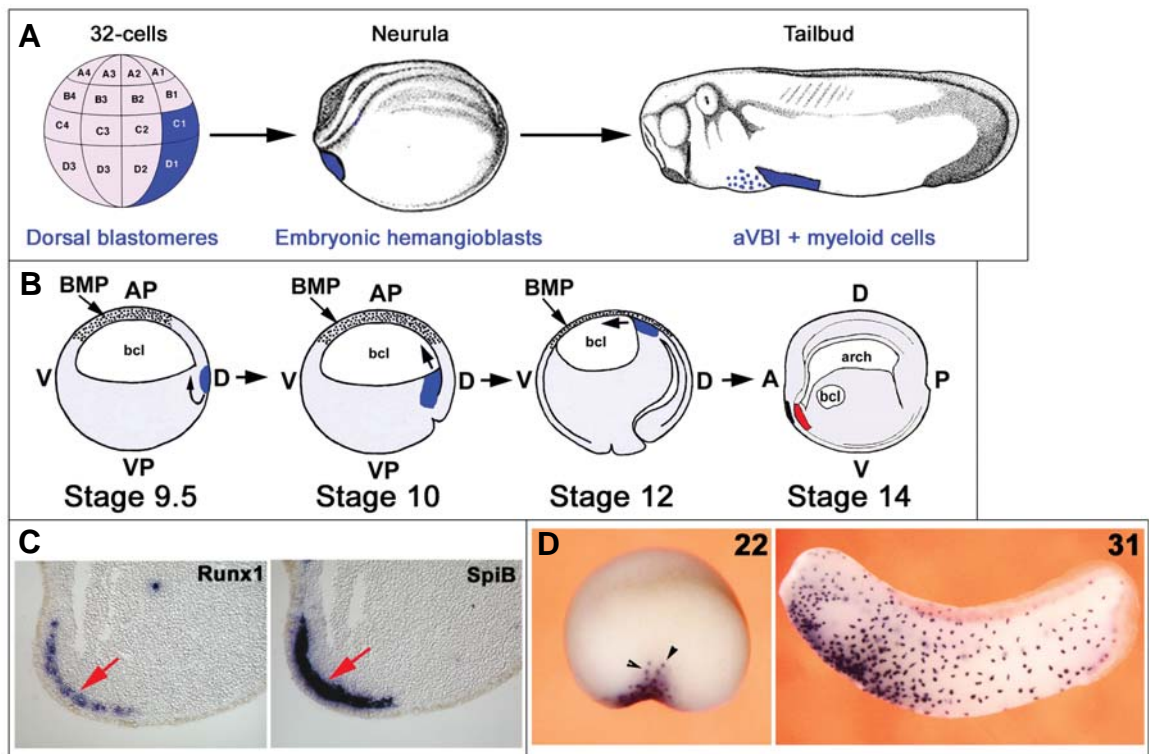 A
32-cells
Neurula
Tailbud
A4 A3 A2 A1
B4 B3 B2 B1
C4 C3 C2 C1
D3 D3 D2 D1
Dorsal blastomeres
Embryonic hemangioblasts
aVBI + myeloid cells
B
BMP AP
V bcl D
VP
Stage 9.5
BMP AP
bcl D
VP
Stage 10
BMP
V bcl D
Stage 12
D
A arch P
bcl
V
Stage 14
C
Runx1
SpiB
D
22
31